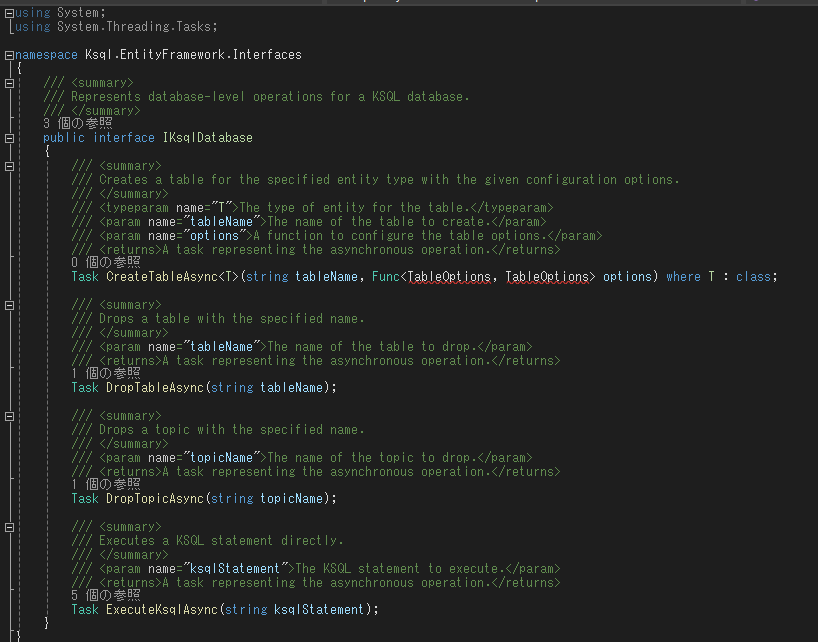 using System;
using System.Threading.Tasks;
namespace Ksql.EntityFramework.Interfaces
{
/// <summary>
/// Represents database-level operations for a KSQL database.
/// </summary>
3 個の参照
public interface IKsqlDatabase
{
/// <summary>
/// Creates a table for the specified entity type with the given configuration options.
/// </summary>
/// <typeparam name="T">The type of entity for the table.</typeparam>
/// <param name="tableName">The name of the table to create.</param>
/// <param name="options">A function to configure the table options.</param>
/// <returns>A task representing the asynchronous operation.</returns>
0 個の参照
Task CreateTableAsync<T>(string tableName, Func<TableOptions, TableOptions> options) where T : class;
/// <summary>
/// Drops a table with the specified name.
/// </summary>
/// <param name="tableName">The name of the table to drop.</param>
/// <returns>A task representing the asynchronous operation.</returns>
1 個の参照
Task DropTableAsync(string tableName);
/// <summary>
/// Drops a topic with the specified name.
/// </summary>
/// <param name="topicName">The name of the topic to drop.</param>
/// <returns>A task representing the asynchronous operation.</returns>
1 個の参照
Task DropTopicAsync(string topicName);
/// <summary>
/// Executes a KSQL statement directly.
/// </summary>
/// <param name="ksqlStatement">The KSQL statement to execute.</param>
/// <returns>A task representing the asynchronous operation.</returns>
5 個の参照
Task ExecuteKsqlAsync(string ksqlStatement);
}
}